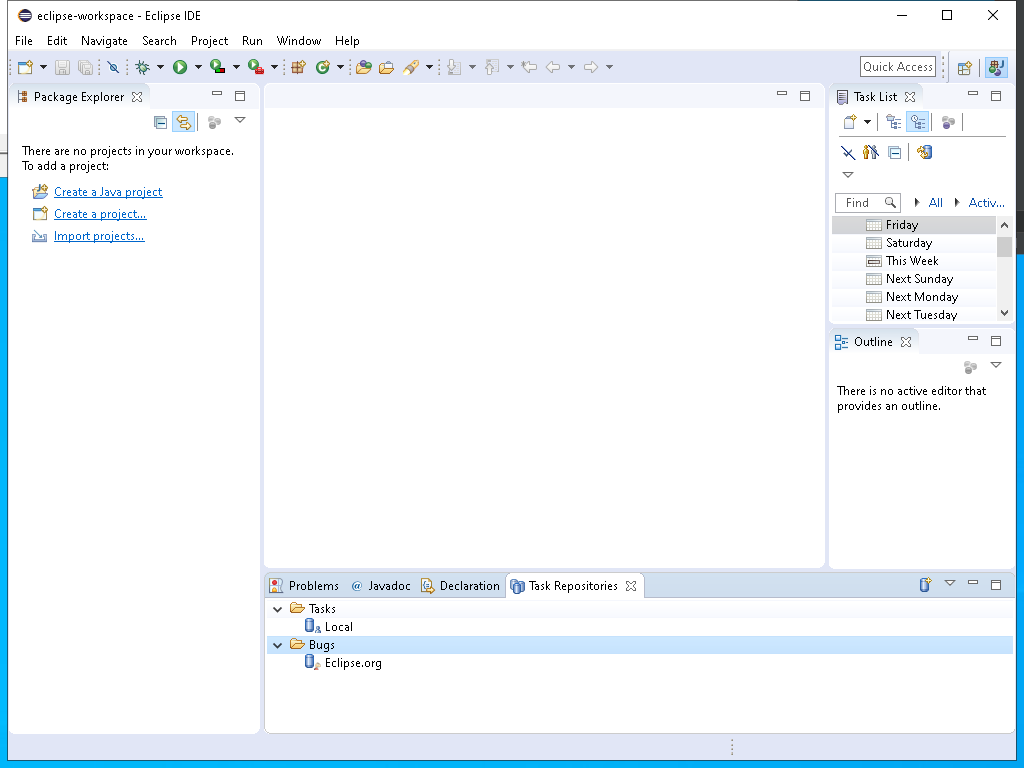 eclipse-workspace - Eclipse IDE
File Edit Navigate Search Project Run Window Help
Quick Access
Package Explorer
There are no projects in your workspace.
To add a project:
Create a Java project
Create a project...
Import projects...
Task List
Find All Activ...
Friday
Saturday
This Week
Next Sunday
Next Monday
Next Tuesday
Outline
There is no active editor that
provides an outline.
Problems @ Javadoc Declaration Task Repositories
Tasks
Local
Bugs
Eclipse.org